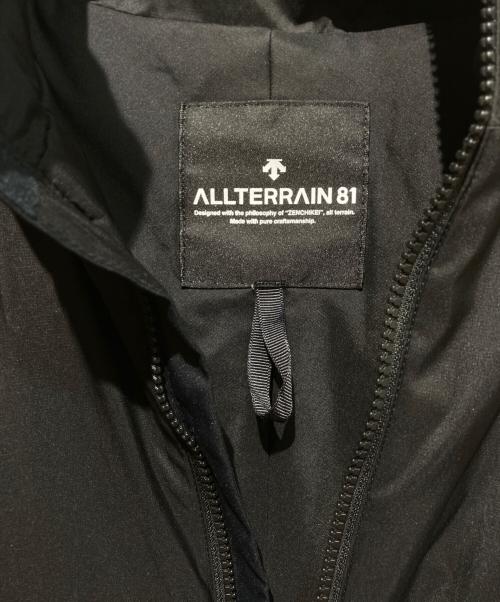 ALLTERRAIN 81
Designed with the philosophy of "ZENCHIKEI", all terrain.
Made with pure craftsmanship.